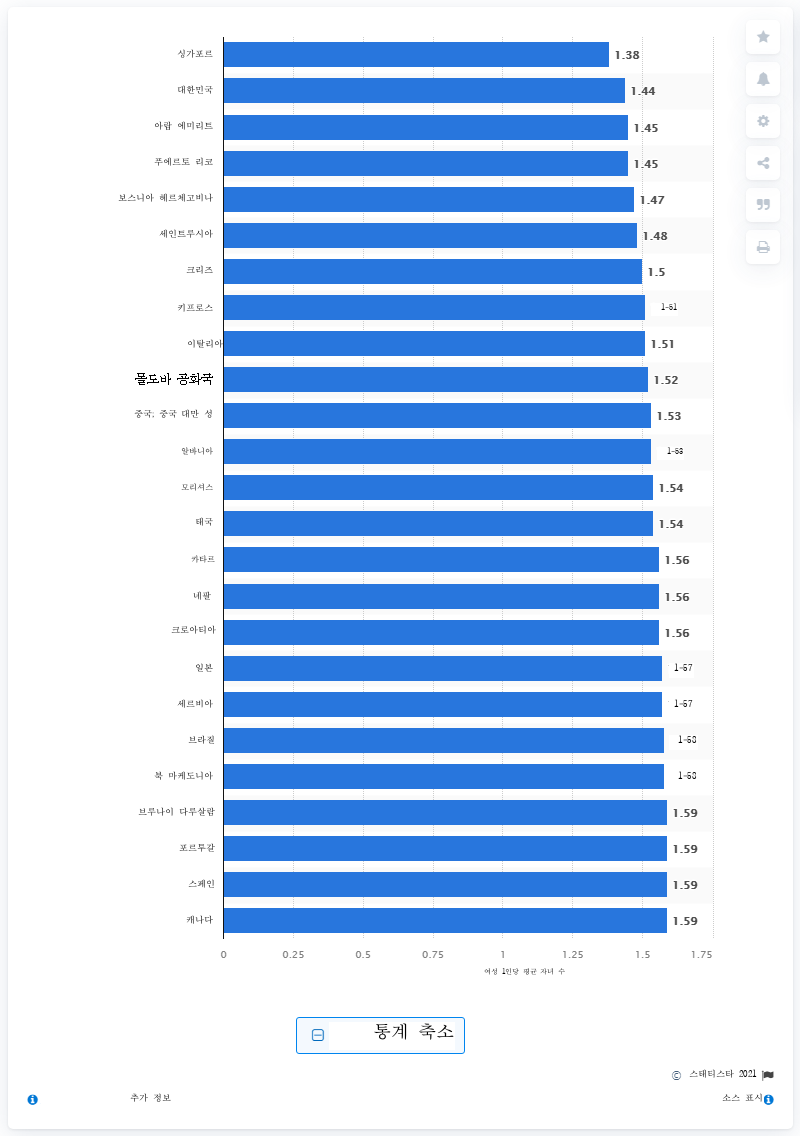 싱가포르 1.38
대한민국 1.44
아랍 에미리트 1.45
푸에르토 리코 1.45
보스니아 헤르체고비나 1.47
세인트루시아 1.48
크리즈 1.5
키프로스 1-51
이탈리아 1.51
몰도바 공화국 1.52
중국; 중국 대만 성 1.53
알바니아 1-53
모리셔스 1.54
태국 1.54
카타르 1.56
네팔 1.56
크로아티아 1.56
일본 1-57
세르비아 1-57
브라질 1-58
북 마케도니아 1-58
브루나이 다루살람 1.59
포르투갈 1.59
스페인 1.59
캐나다 1.59
0 0.25 0.5 0.75 1 1.25 1.5 1.75
여성 1인당 평균 자녀 수
통계 축소
© 스태티스타 2021
추가 정보 소스 표시